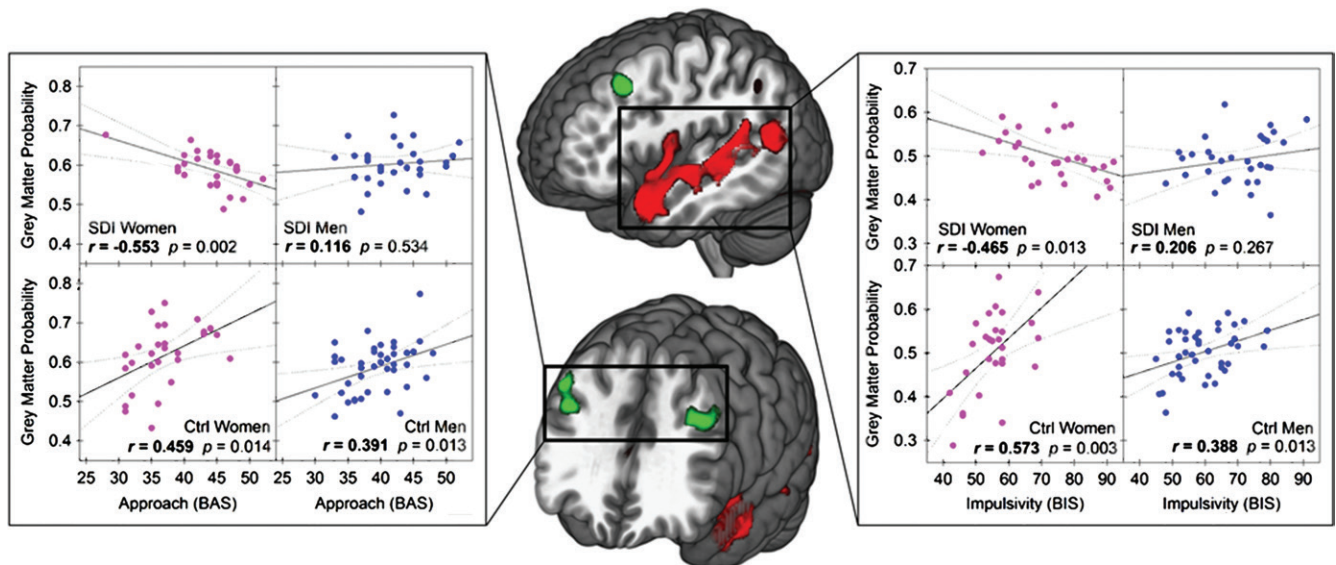 Grey Matter Probability
0.8
0.7
0.6
0.5
0.4
SDI Women
r = -0.553 p = 0.002
SDI Men
r = 0.116 p = 0.534
Grey Matter Probability
0.8
0.7
0.6
0.5
0.4
Ctrl Women
r = 0.459 p = 0.014
Ctrl Men
r = 0.391 p = 0.013
25 30 35 40 45 50
25 30 35 40 45 50
Approach (BAS)
Approach (BAS)
Grey Matter Probability
0.7
0.6
0.5
0.4
0.3
SDI Women
r = -0.465 p = 0.013
SDI Men
r = 0.206 p = 0.267
Grey Matter Probability
0.7
0.6
0.5
0.4
0.3
Ctrl Women
r = 0.573 p = 0.003
Ctrl Men
r = 0.388 p = 0.013
40 50 60 70 80 90
40 50 60 70 80 90
Impulsivity (BIS)
Impulsivity (BIS)